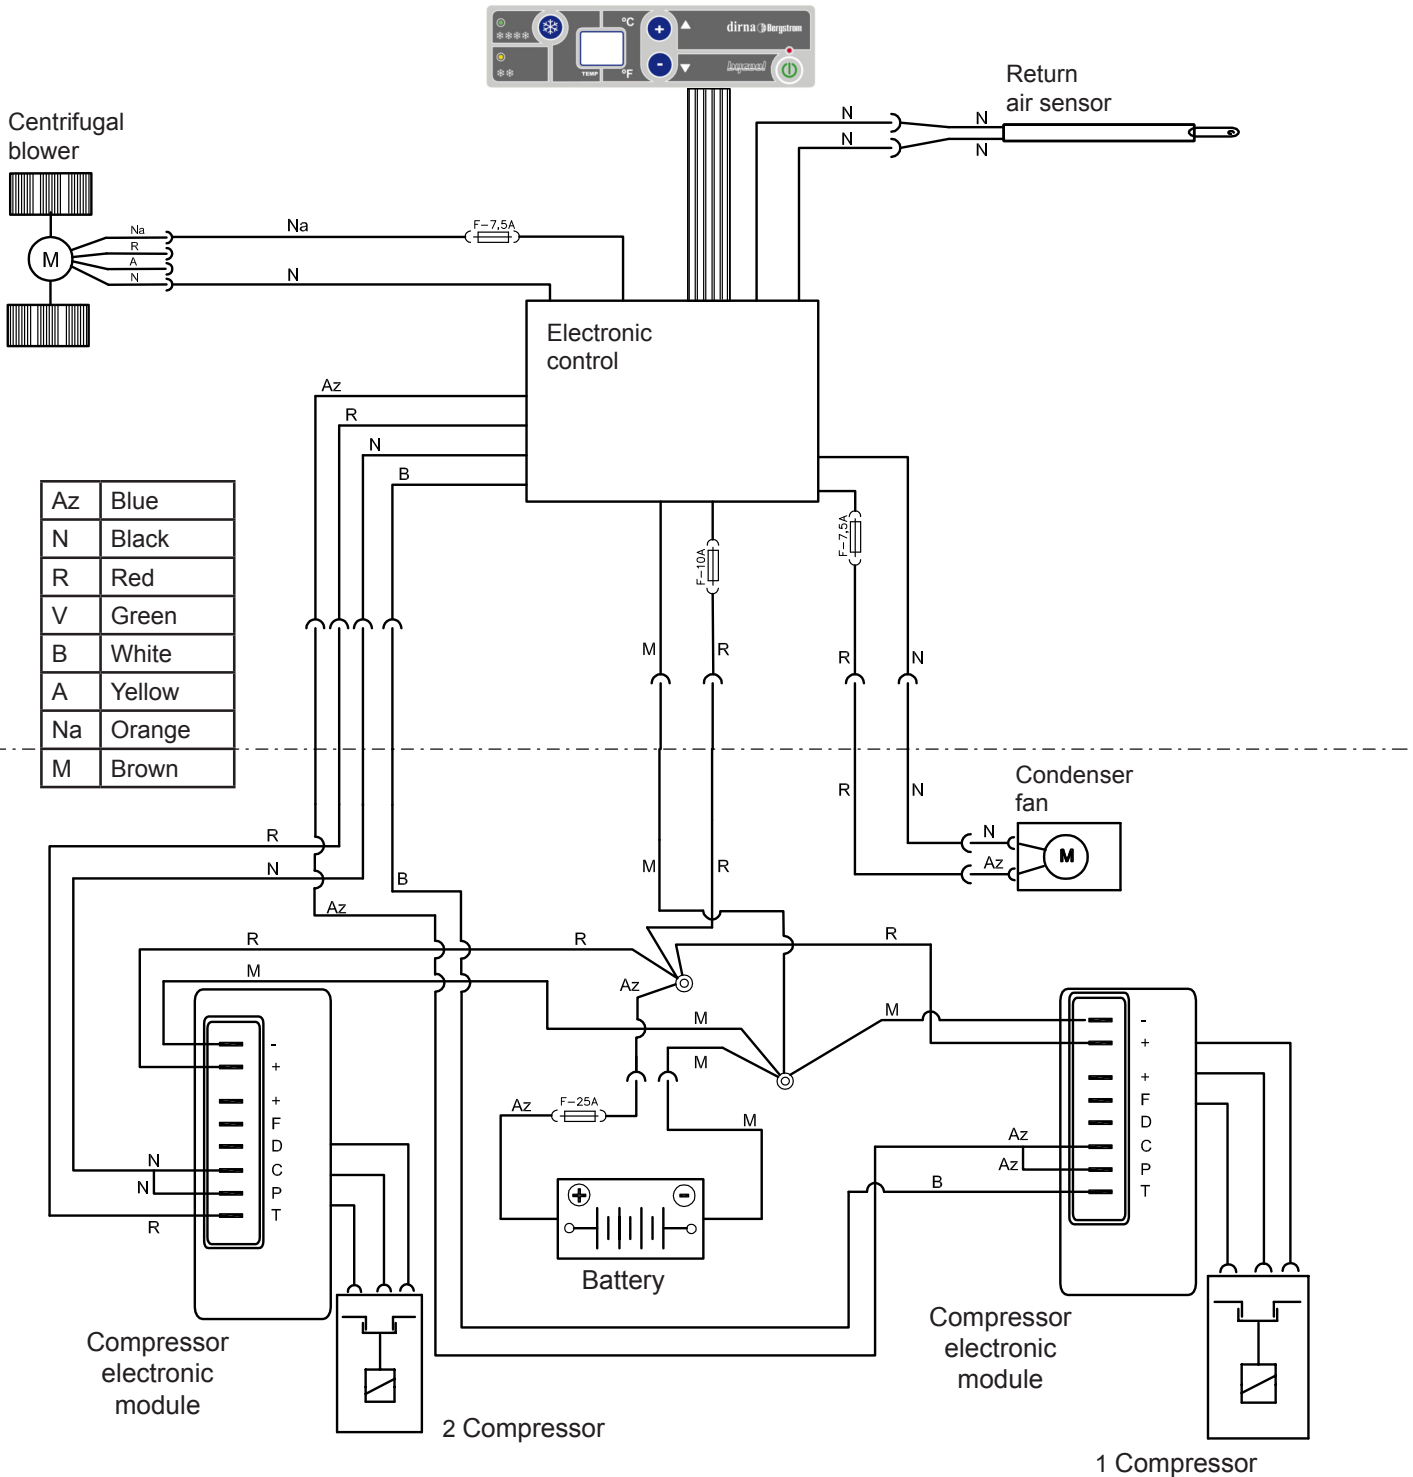 °C
+
dirna Bergstrom
TEMP
°F
-
bycool
Return
air sensor
N
N
N
N
Centrifugal
blower
M
Na
R
A
N
Na
F-7,5A
N
Electronic
control
Az
R
N
B
Az Blue
N Black
R Red
V Green
B White
A Yellow
Na Orange
M Brown
F-10A
F-7,5A
M
R
R
N
R
N
Condenser
fan
N
Az
M
R
N
B
Az
M
R
R
R
R
M
Az
M
M
M
-
+
+
F
D
C
P
T
N
N
R
Az
F-25A
M
+
-
Battery
-
+
+
F
D
C
P
T
Az
Az
B
Compressor
electronic
module
2 Compressor
Compressor
electronic
module
1 Compressor